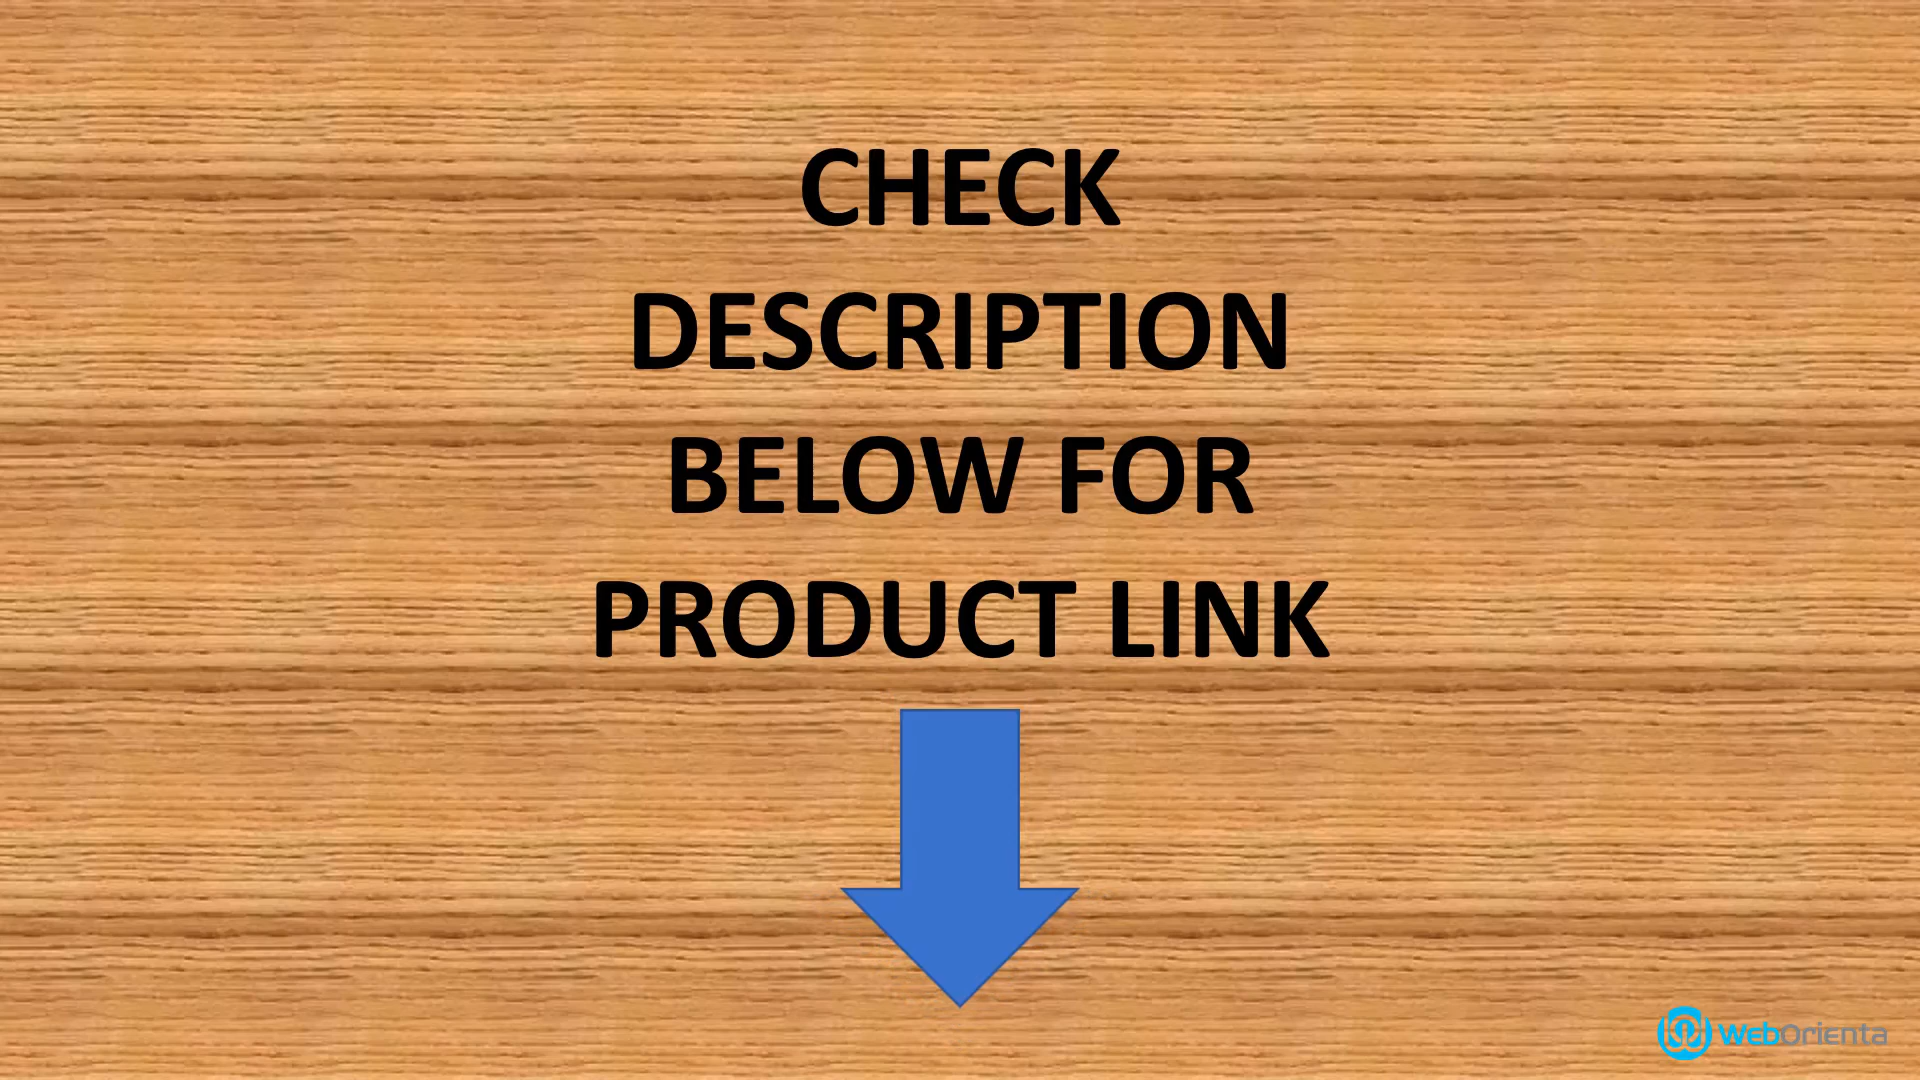 CHECK
DESCRIPTION
BELOW FOR
PRODUCT LINK
WebOrienta